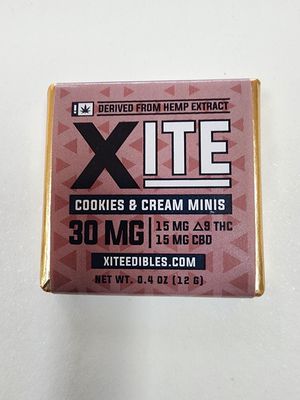 ! DERIVED FROM HEMP EXTRACT
XITE
COOKIES & CREAM MINIS
30 MG
15 MG Δ9 THC
15 MG CBD
XITEEDIBLES.COM
NET WT. 0.4 OZ (12 G)